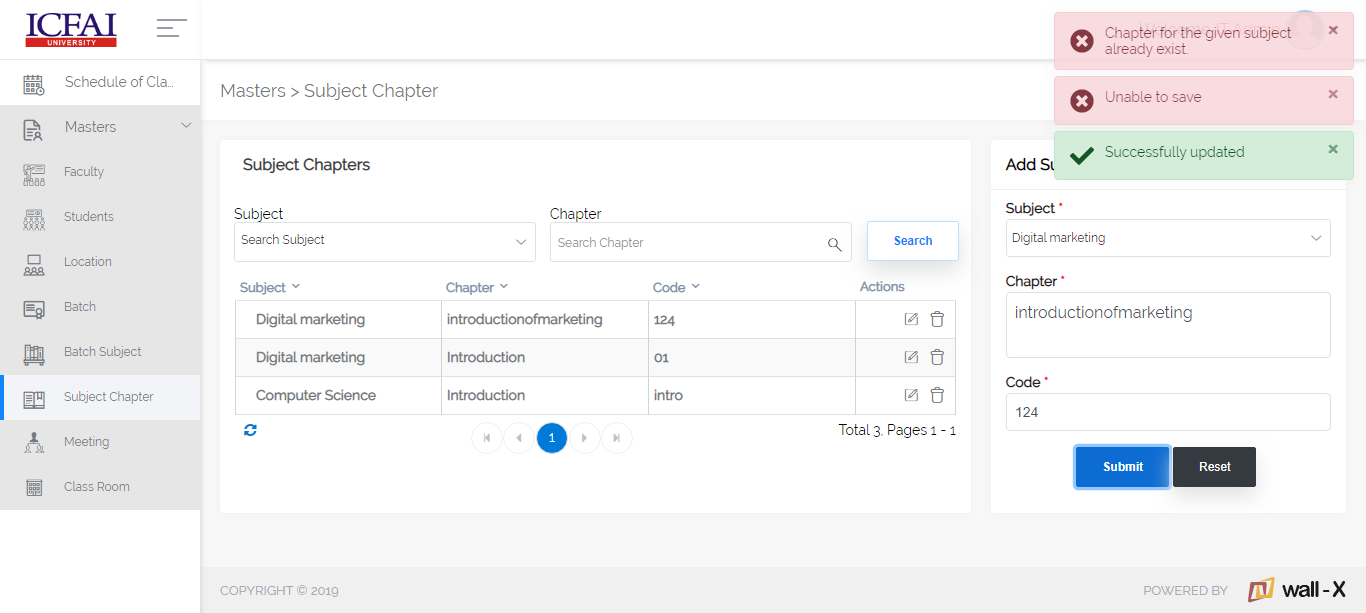 ICFAI
UNIVERSITY
Schedule of Cla...
Masters
Faculty
Students
Location
Batch
Batch Subject
Subject Chapter
Meeting
Class Room
Masters > Subject Chapter
Chapter for the given subject
already exist.
Unable to save
Successfully updated
Subject Chapters
Subject
Search Subject
Chapter
Search Chapter
Search
Subject Chapter Code Actions
Digital marketing introductionofmarketing 124
Digital marketing Introduction 01
Computer Science Introduction intro
1
Total 3, Pages 1 - 1
Add Su
Subject *
Digital marketing
Chapter *
introductionofmarketing
Code *
124
Submit
Reset
COPYRIGHT © 2019
POWERED BY
wall-X